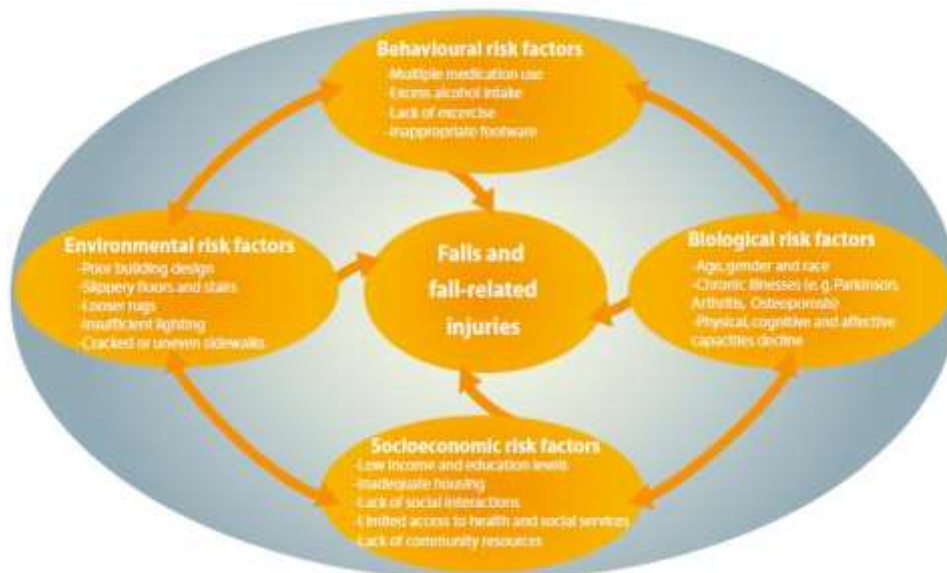 Behavioural risk factors
-Multiple medication use
-Excess alcohol intake
-Lack of excercise
-Inappropriate footware
Environmental risk factors
-Poor building design
-Slippery floors and stairs
-Looser rugs
-Insufficient lighting
-Cracked or uneven sidewalks
Falls and
fall-related
injuries
Biological risk factors
-Age, gender and race
-Chronic illnesses (e. g. Parkinson,
Arthritis, Osteoporosis)
-Physical, cognitive and affective
capacities decline
Socioeconomic risk factors
-Low income and education levels
-Inadequate housing
-Lack of social interactions
-Limited access to health and social services
-Lack of community resources